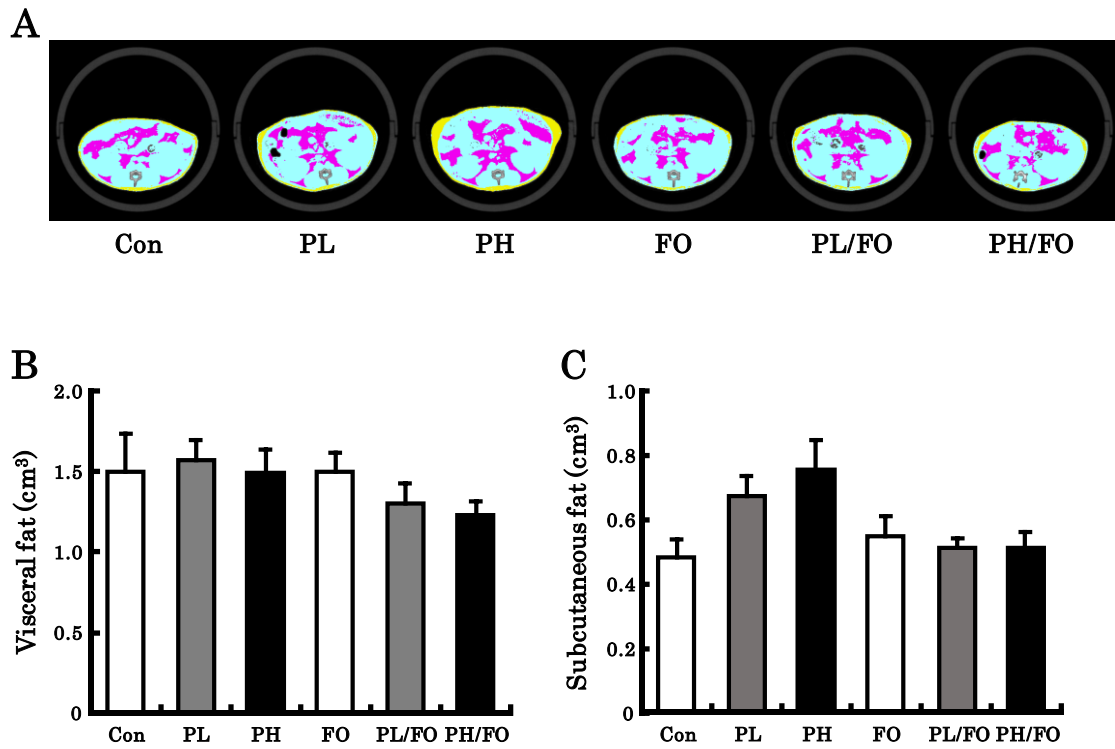 A
Con PL PH FO PL/FO PH/FO
B
Visceral fat (cm³)
2.0
1.5
1.0
0.5
0
Con PL PH FO PL/FO PH/FO
C
Subcutaneous fat (cm³)
1.0
0.8
0.6
0.4
0.2
0
Con PL PH FO PL/FO PH/FO